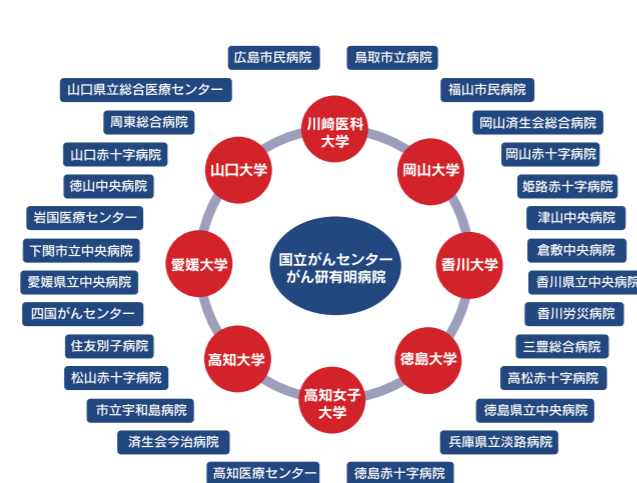 広島市民病院
鳥取市立病院
山口県立総合医療センター
福山市民病院
周東総合病院
川崎医科
大学
岡山済生会総合病院
山口赤十字病院
山口大学
岡山大学
岡山赤十字病院
徳山中央病院
姫路赤十字病院
岩国医療センター
津山中央病院
下関市立中央病院
愛媛大学
国立がんセンター
がん研有明病院
香川大学
倉敷中央病院
愛媛県立中央病院
香川県立中央病院
四国がんセンター
香川労災病院
住友別子病院
高知大学
徳島大学
三豊総合病院
松山赤十字病院
高松赤十字病院
市立宇和島病院
高知女子
大学
徳島県立中央病院
済生会今治病院
兵庫県立淡路病院
高知医療センター
徳島赤十字病院